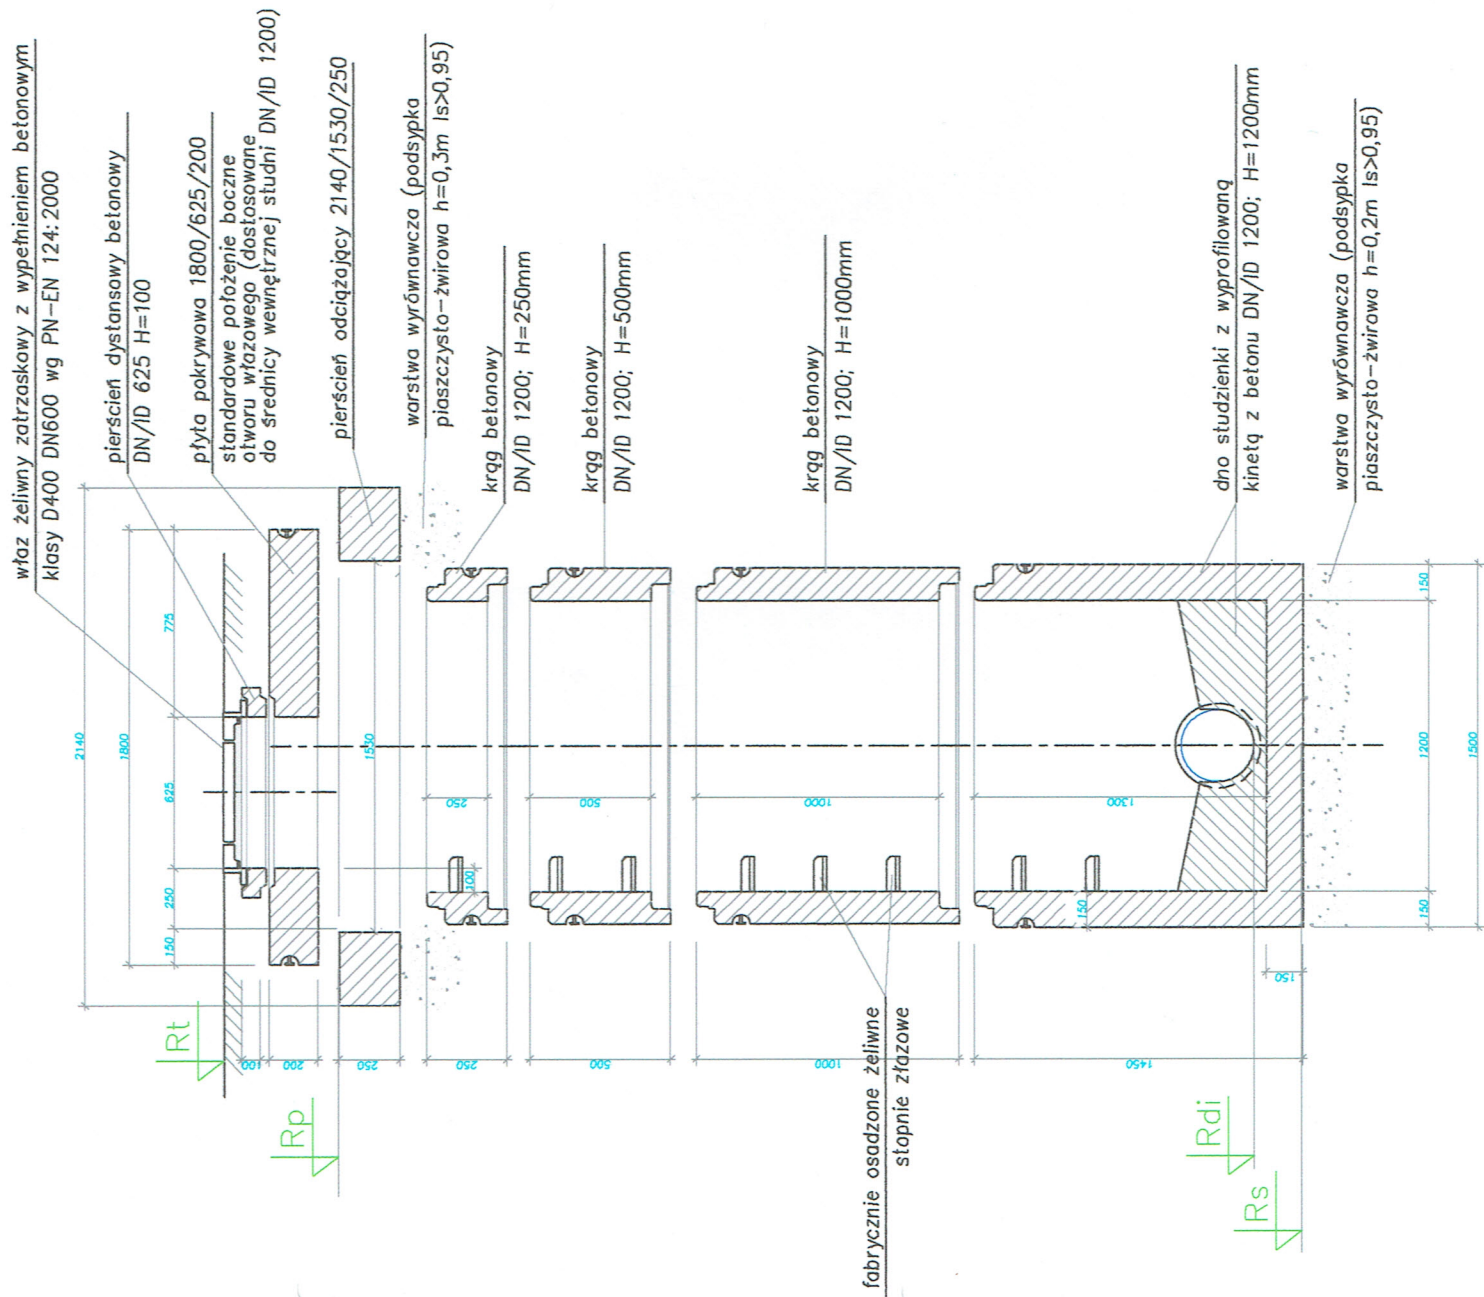 właz żeliwny zatrzaskowy z wypełnieniem betonowym
klasy D400 DN600 wg PN-EN 124:2000
pierścień dystansowy betonowy
DN/ID 625 H=100
płyta pokrywowa 1800/625/200
standardowe położenie boczne
otworu włazowego (dostosowane
do średnicy wewnętrznej studni DN/ID 1200)
pierścień odciążający 2140/1530/250
warstwa wyrównawcza (podsypka
piaszczysto-żwirowa h=0,3m Is>0,95)
krąg betonowy
DN/ID 1200; H=250mm
krąg betonowy
DN/ID 1200; H=500mm
krąg betonowy
DN/ID 1200; H=1000mm
dno studzienki z wyprofilowaną
kinetą z betonu DN/ID 1200; H=1200mm
warstwa wyrównawcza (podsypka
piaszczysto-żwirowa h=0,2m Is>0,95)
fabrycznie osadzone żeliwne
stopnie złazowe
2140
1800
775
625
250
150
1530
100
200
250
250
500
1000
1450
250
500
1000
1300
100
150
150
150
1200
150
1500
Rt
Rp
Rdi
Rs